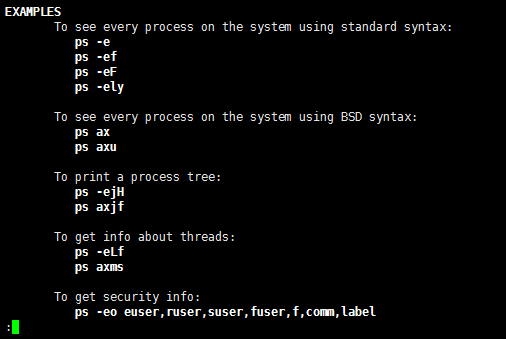 EXAMPLES
To see every process on the system using standard syntax:
ps -e
ps -ef
ps -eF
ps -ely
To see every process on the system using BSD syntax:
ps ax
ps axu
To print a process tree:
ps -ejH
ps axjf
To get info about threads:
ps -eLf
ps axms
To get security info:
ps -eo euser,ruser,suser,fuser,f,comm,label
: